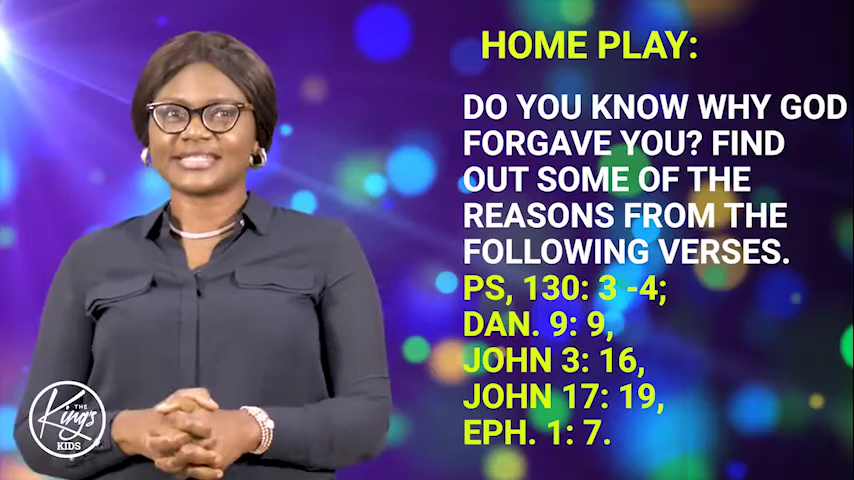 HOME PLAY:
DO YOU KNOW WHY GOD
FORGAVE YOU? FIND
OUT SOME OF THE
REASONS FROM THE
FOLLOWING VERSES.
PS, 130: 3 -4;
DAN. 9: 9,
JOHN 3: 16,
JOHN 17: 19,
EPH. 1: 7.
THE
King's
KIDS